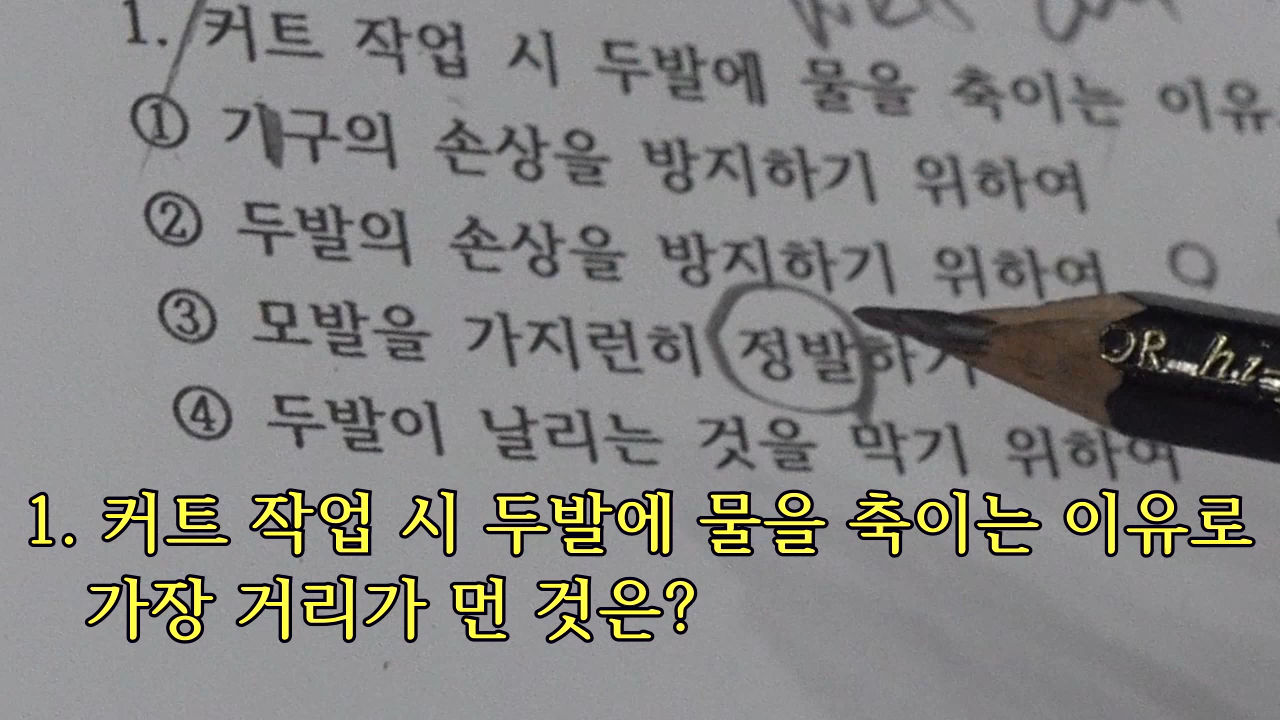 1. 커트 작업 시 두발에 물을 축이는 이유
① 기구의 손상을 방지하기 위하여
② 두발의 손상을 방지하기 위하여
③ 모발을 가지런히 정발하기
④ 두발이 날리는 것을 막기 위하여
OR
1. 커트 작업 시 두발에 물을 축이는 이유로
가장 거리가 먼 것은?